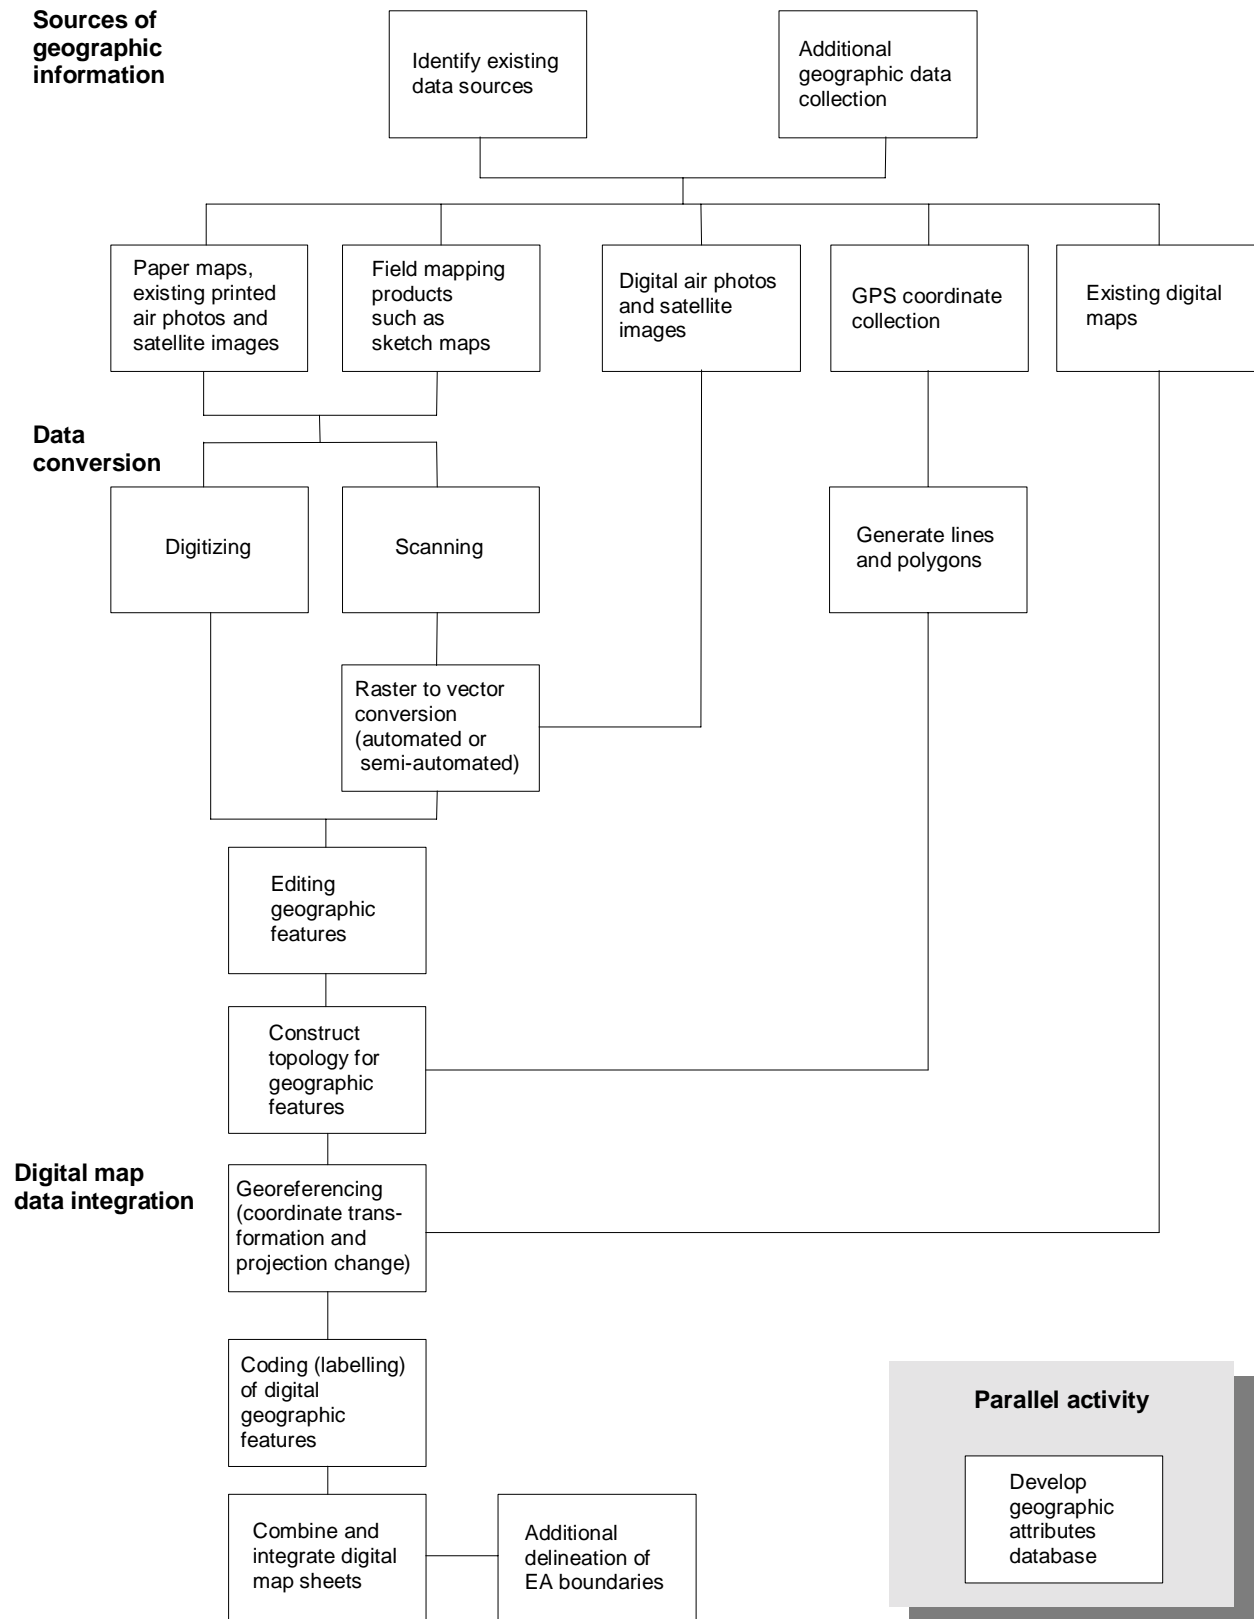 Sources of
geographic
information
Identify existing
data sources
Additional
geographic data
collection
Paper maps,
existing printed
air photos and
satellite images
Field mapping
products
such as
sketch maps
Digital air photos
and satellite
images
GPS coordinate
collection
Existing digital
maps
Data
conversion
Digitizing
Scanning
Generate lines
and polygons
Raster to vector
conversion
(automated or
semi-automated)
Editing
geographic
features
Construct
topology for
geographic
features
Digital map
data integration
Georeferencing
(coordinate trans-
formation and
projection change)
Coding (labelling)
of digital
geographic
features
Combine and
integrate digital
map sheets
Additional
delineation of
EA boundaries
Parallel activity
Develop
geographic
attributes
database